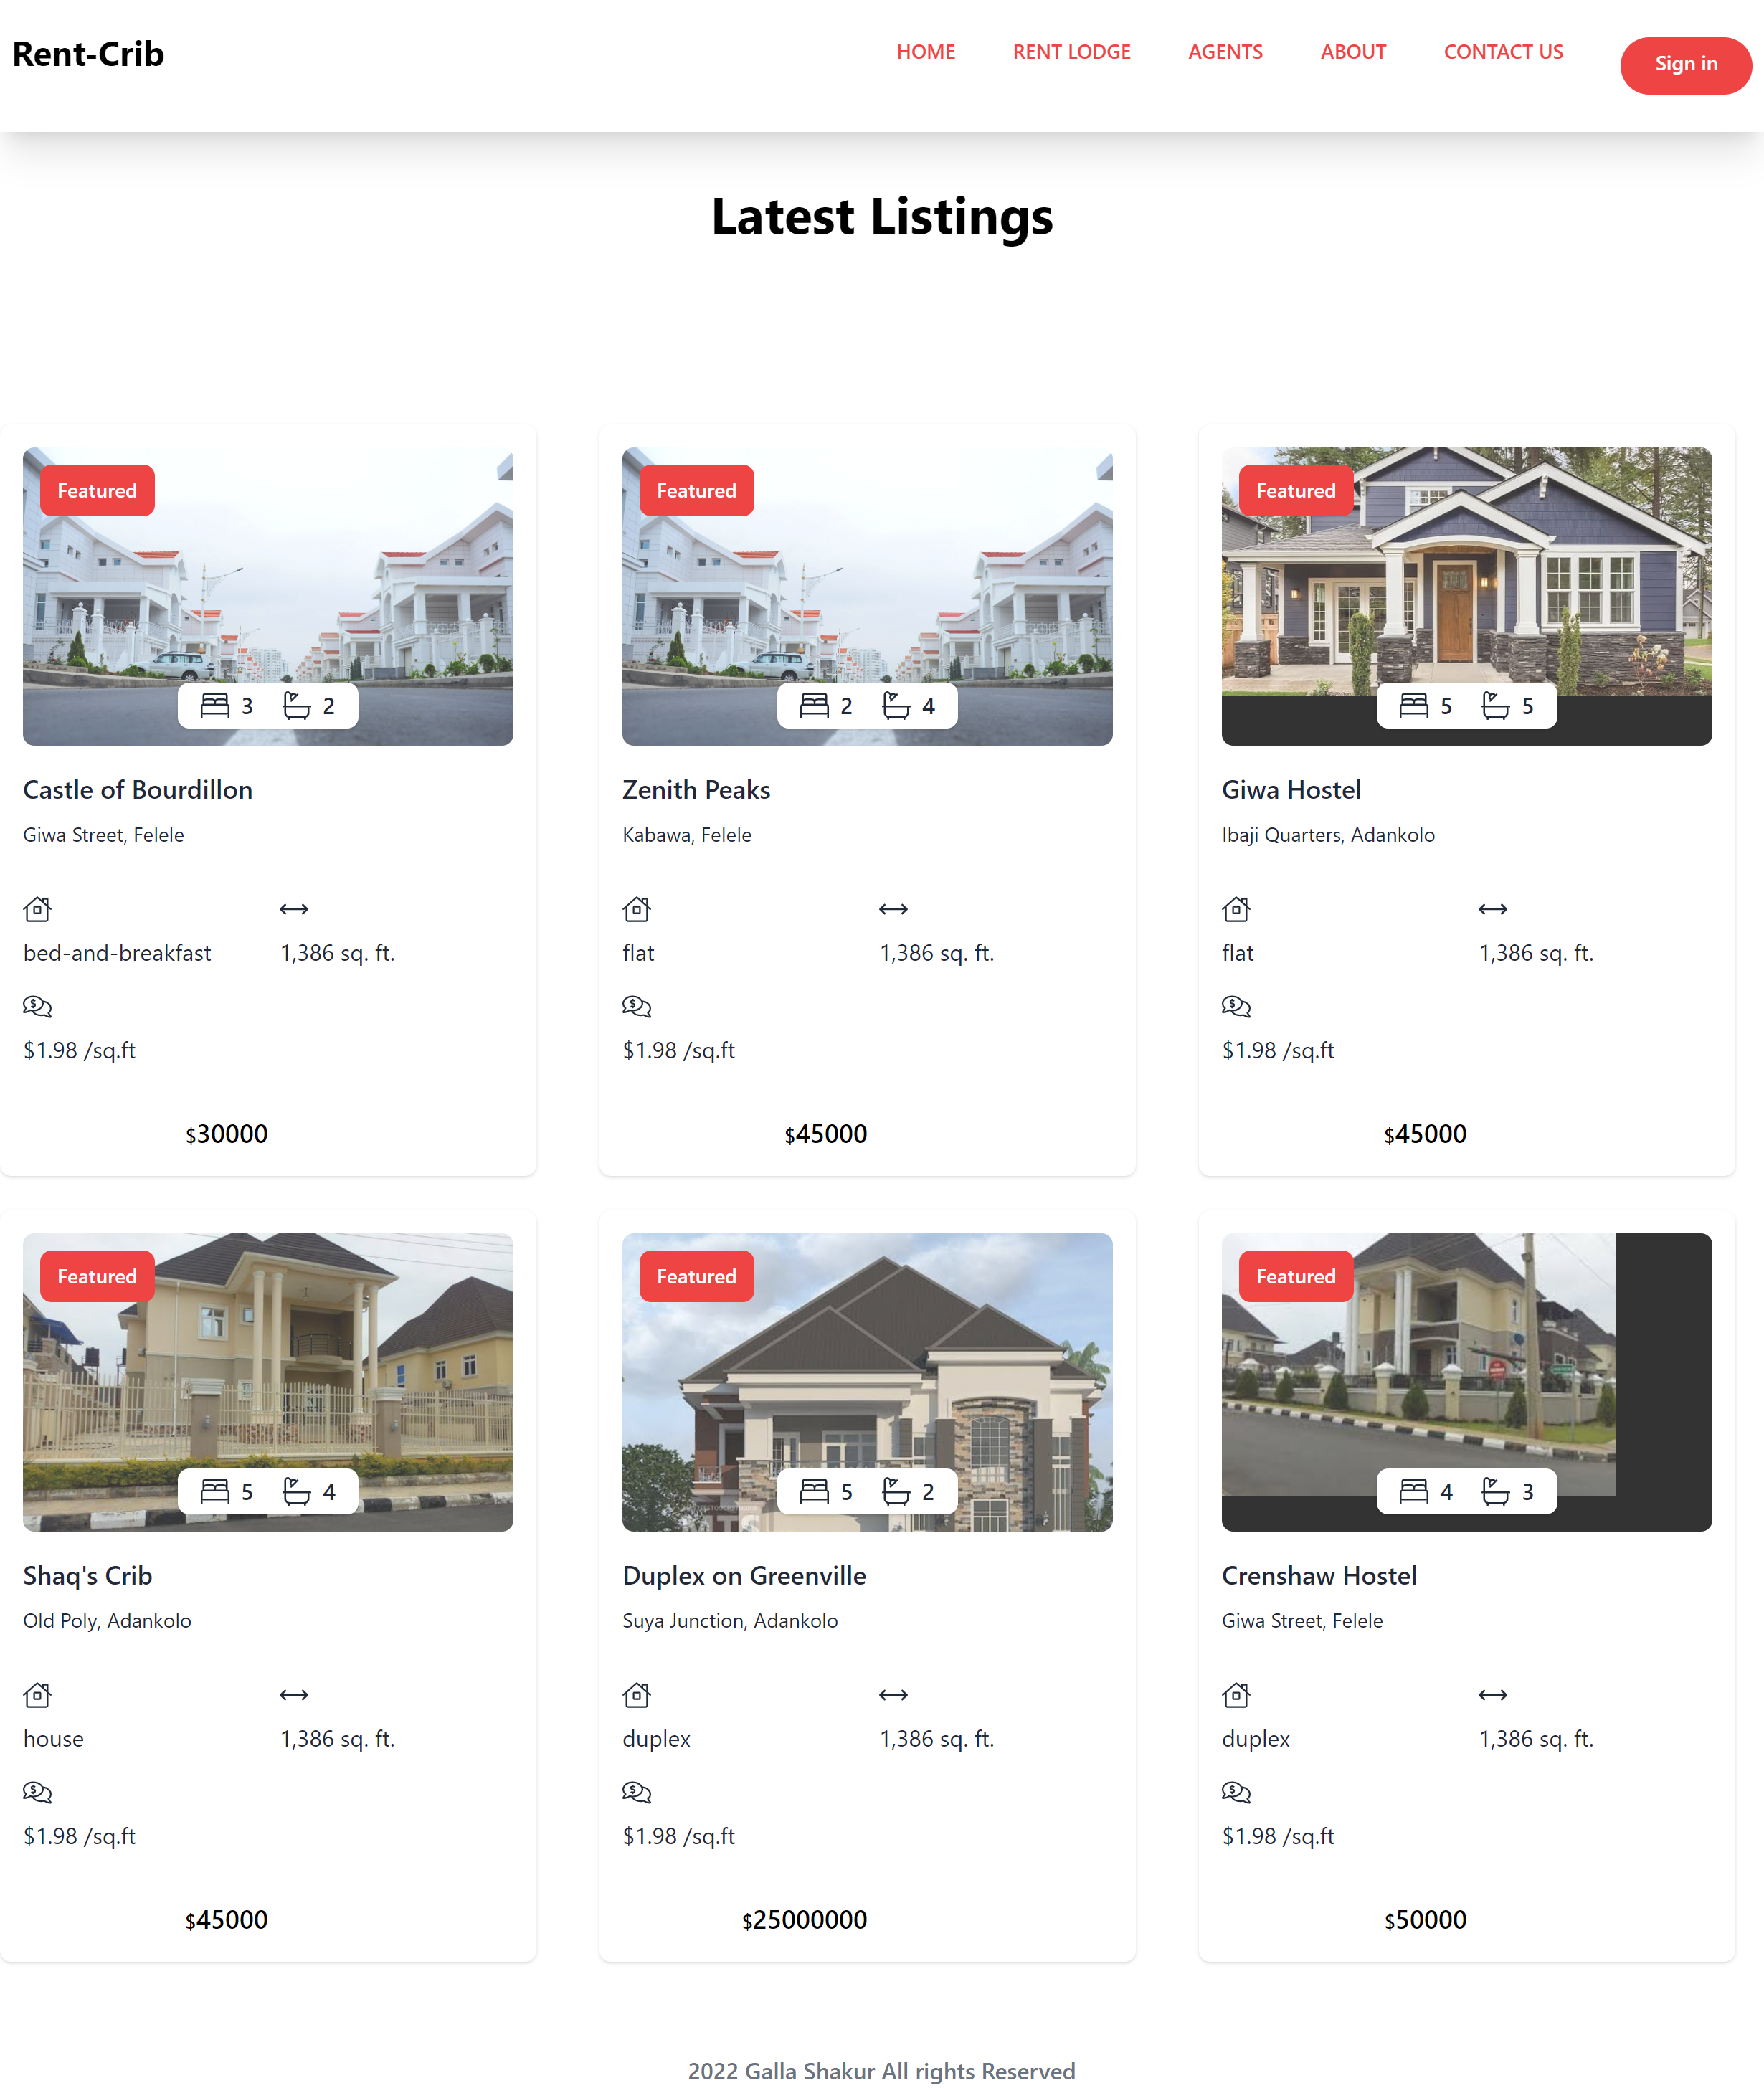 Rent-Crib
HOME RENT LODGE AGENTS ABOUT CONTACT US Sign in
Latest Listings
Featured
3 2
Castle of Bourdillon
Giwa Street, Felele
bed-and-breakfast 1,386 sq. ft.
$1.98 /sq.ft
$30000
Featured
2 4
Zenith Peaks
Kabawa, Felele
flat 1,386 sq. ft.
$1.98 /sq.ft
$45000
Featured
5 5
Giwa Hostel
Ibaji Quarters, Adankolo
flat 1,386 sq. ft.
$1.98 /sq.ft
$45000
Featured
5 4
Shaq's Crib
Old Poly, Adankolo
house 1,386 sq. ft.
$1.98 /sq.ft
$45000
Featured
5 2
Duplex on Greenville
Suya Junction, Adankolo
duplex 1,386 sq. ft.
$1.98 /sq.ft
$25000000
Featured
4 3
Crenshaw Hostel
Giwa Street, Felele
duplex 1,386 sq. ft.
$1.98 /sq.ft
$50000
2022 Galla Shakur All rights Reserved